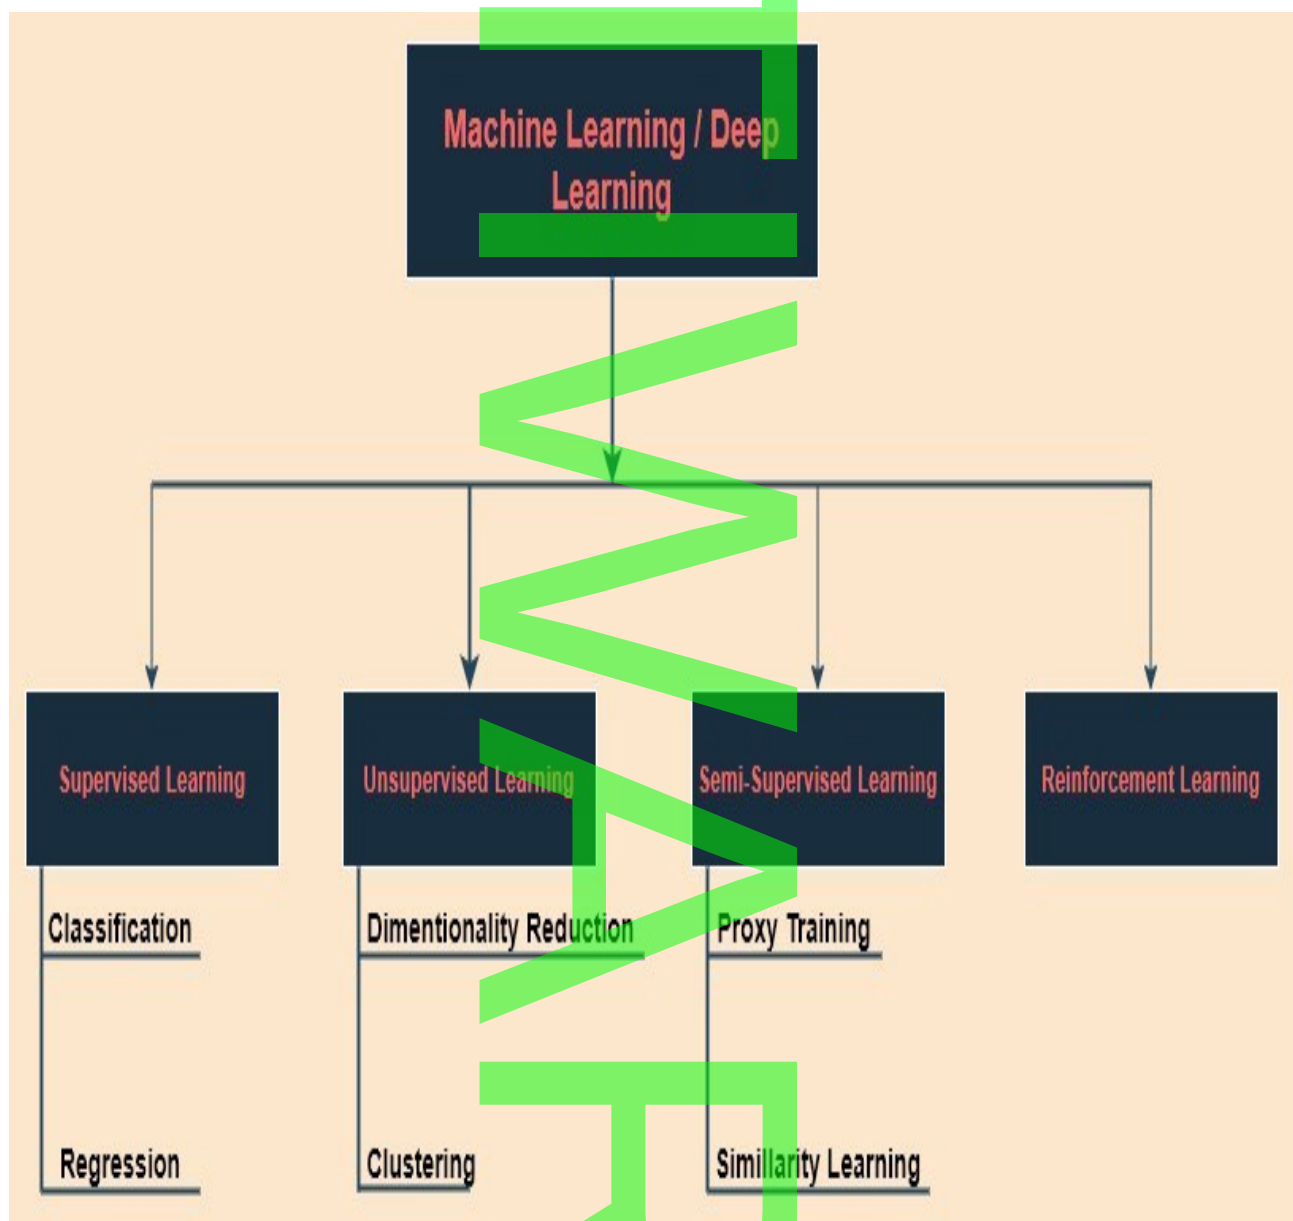 Machine Learning / Deep
Learning
Supervised Learning
Unsupervised Learning
Semi-Supervised Learning
Reinforcement Learning
Classification
Dimentionality Reduction
Proxy Training
Regression
Clustering
Simillarity Learning